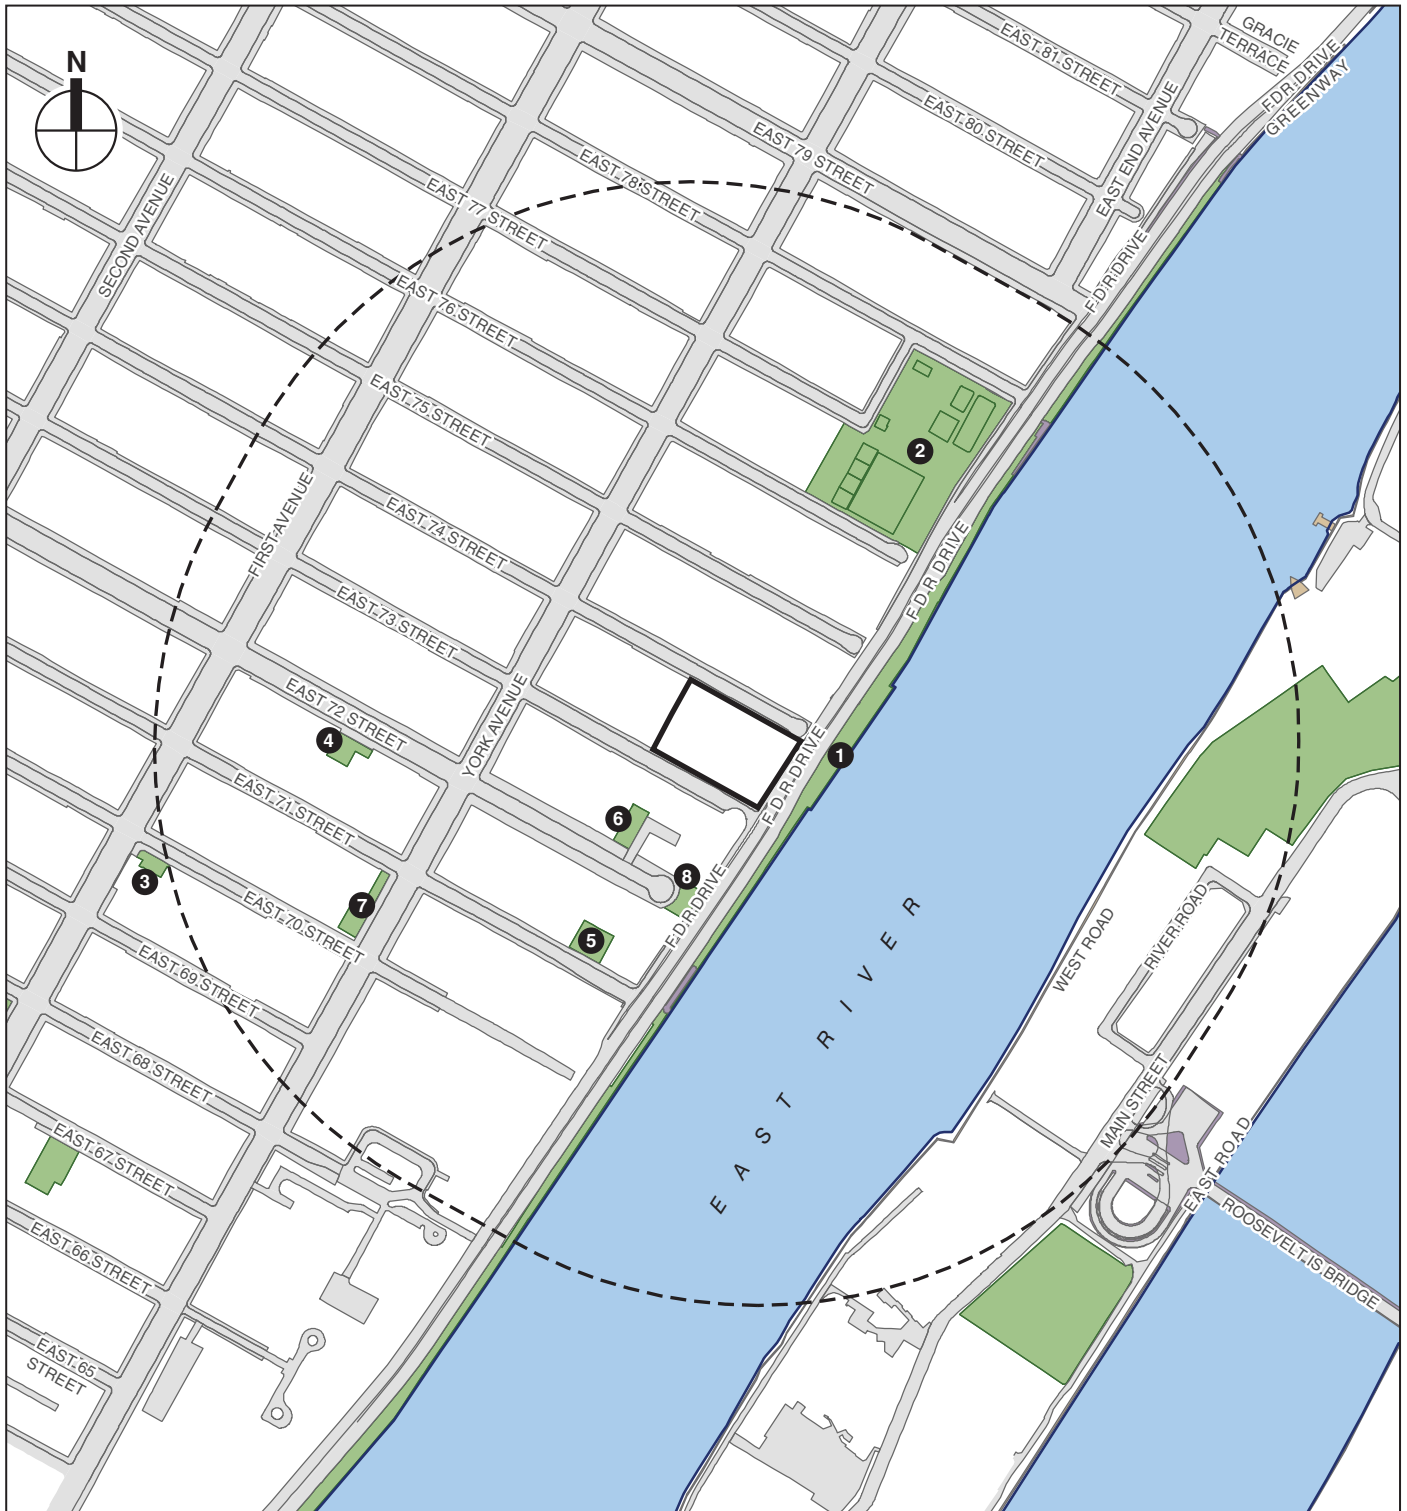 GRACIE
TERRACE
EAST 81 STREET
F D R DRIVE
GREENWAY
N
EAST 80 STREET
EAST END AVENUE
EAST 79 STREET
EAST 78 STREET
EAST 77 STREET
SECOND AVENUE
F D R DRIVE
EAST 76 STREET
EAST 75 STREET
2
FIRST AVENUE
EAST 74 STREET
F D R DRIVE
EAST 73 STREET
EAST 72 STREET
YORK AVENUE
4
1
F D R DRIVE
EAST 71 STREET
6
3
8
7
5
F D R DRIVE
EAST 70 STREET
RIVER ROAD
WEST ROAD
EAST 69 STREET
EAST RIVER
EAST 68 STREET
MAIN STREET
EAST 67 STREET
EAST ROAD
EAST 66 STREET
ROOSEVELT IS BRIDGE
EAST 65
STREET